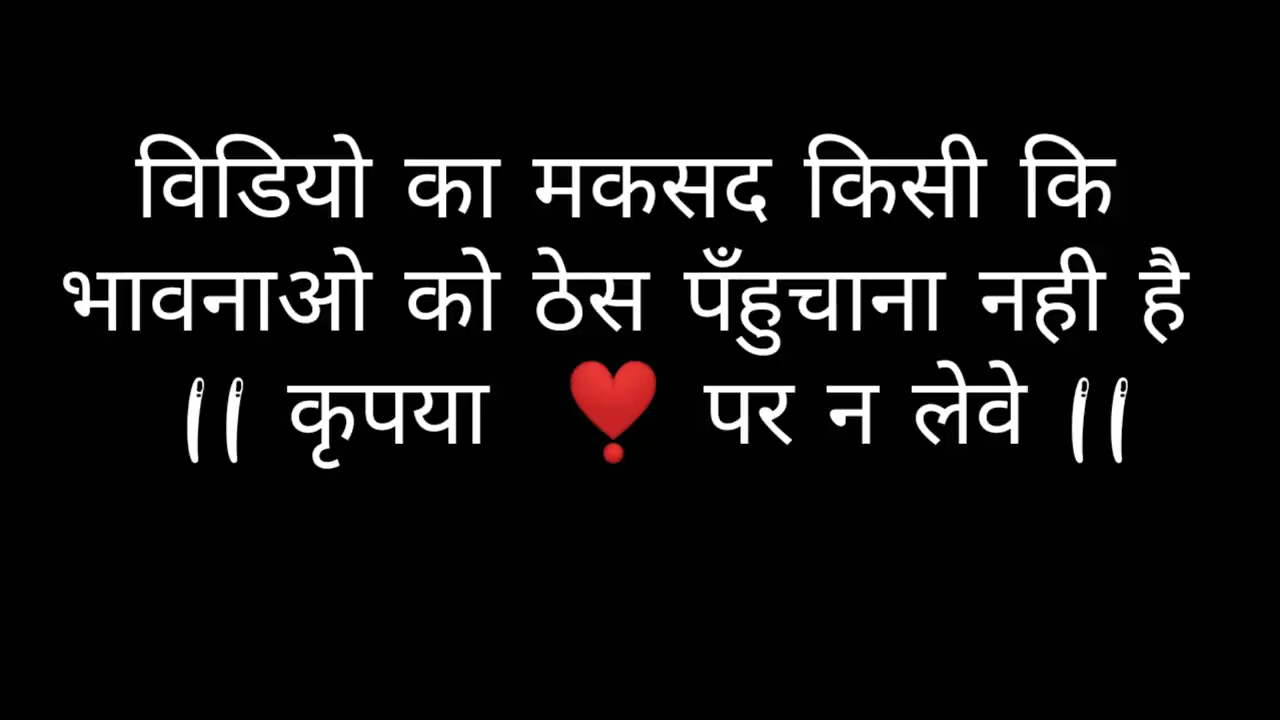 विडियो का मकसद किसी कि
भावनाओ को ठेस पँहुचाना नही है
।। कृपया ❣ पर न लेवे ।।